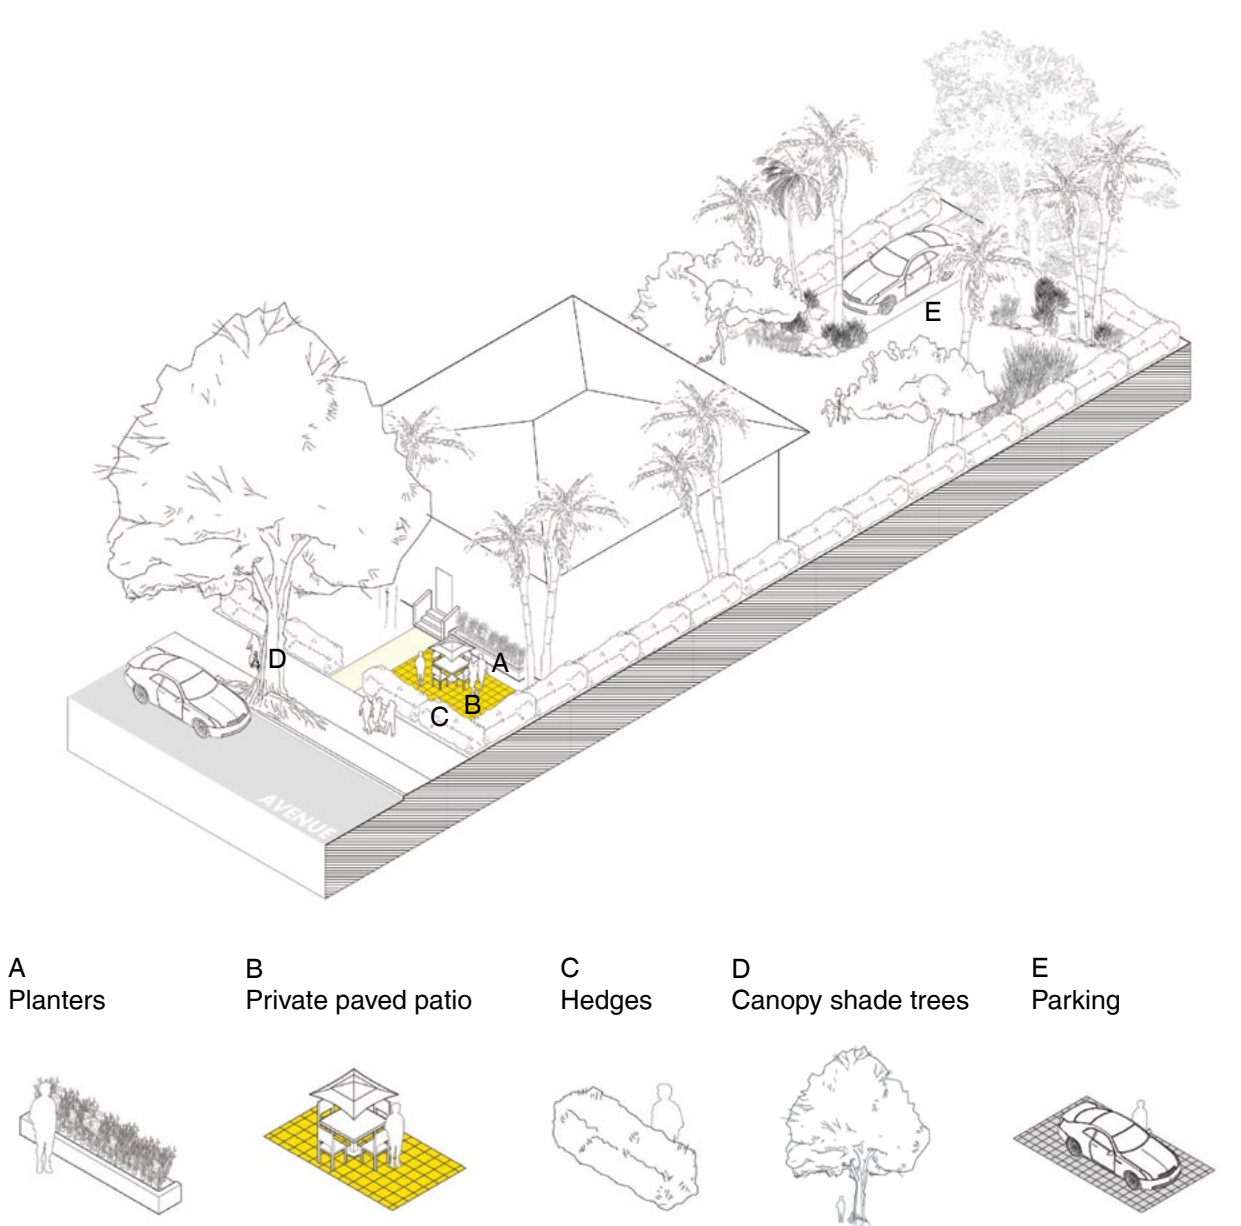 E
D
A
B
C
AVENUE
A
Planters
B
Private paved patio
C
Hedges
D
Canopy shade trees
E
Parking